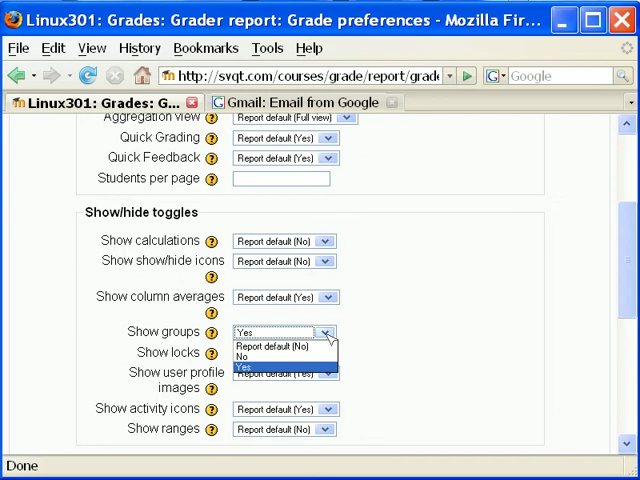 Linux301: Grades: Grader report: Grade preferences - Mozilla Fir...
File Edit View History Bookmarks Tools Help
http://svqt.com/courses/grade/report/grade
Google
Linux301: Grades: G...
Gmail: Email from Google
Aggregation view Report default (Full view)
Quick Grading Report default (Yes)
Quick Feedback Report default (Yes)
Students per page
Show/hide toggles
Show calculations Report default (No)
Show show/hide icons Report default (No)
Show column averages Report default (Yes)
Show groups Yes
Report default (No)
Show locks No
Yes
Show user profile images Report default (Yes)
Show activity icons Report default (Yes)
Show ranges Report default (No)
Done